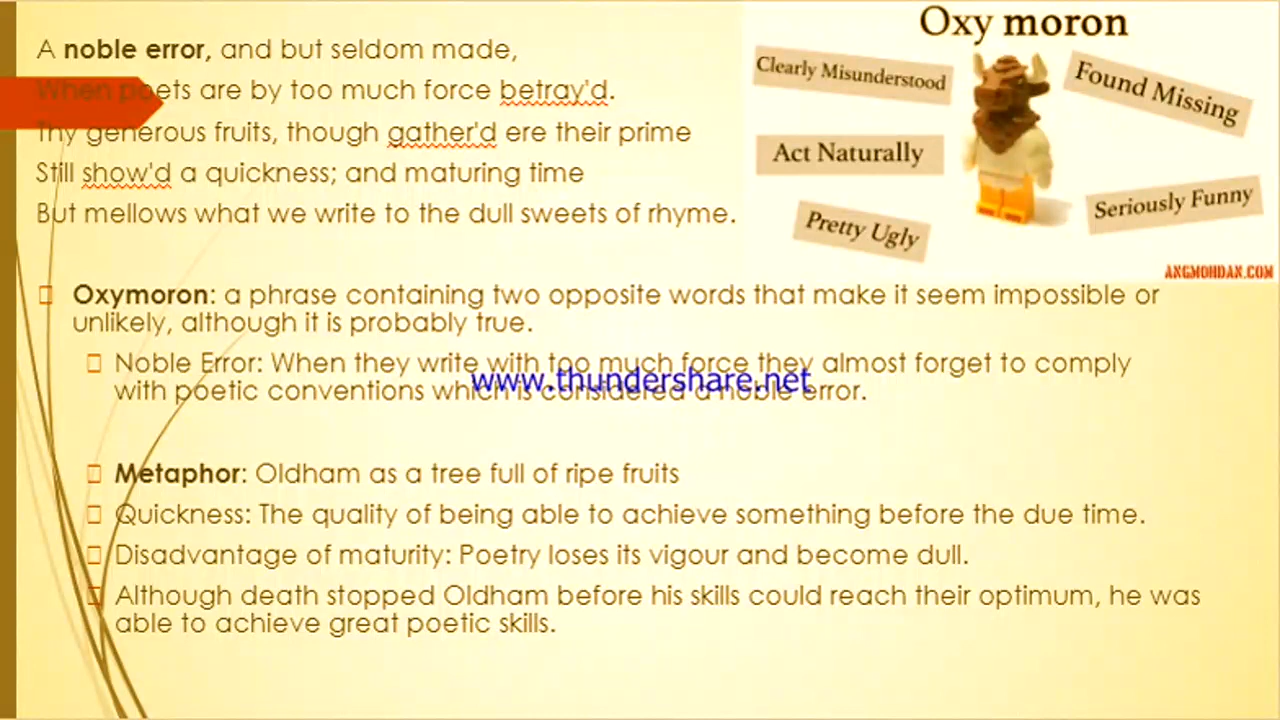 A noble error, and but seldom made,
When poets are by too much force betray'd.
Thy generous fruits, though gather'd ere their prime
Still show'd a quickness; and maturing time
But mellows what we write to the dull sweets of rhyme.
Oxy moron
Clearly Misunderstood
Found Missing
Act Naturally
Pretty Ugly
Seriously Funny
ANGMOHDAN.COM
Oxymoron: a phrase containing two opposite words that make it seem impossible or
unlikely, although it is probably true.
Noble Error: When they write with too much force they almost forget to comply
with poetic conventions which is considered a noble error.
www.thundershare.net
Metaphor: Oldham as a tree full of ripe fruits
Quickness: The quality of being able to achieve something before the due time.
Disadvantage of maturity: Poetry loses its vigour and become dull.
Although death stopped Oldham before his skills could reach their optimum, he was
able to achieve great poetic skills.